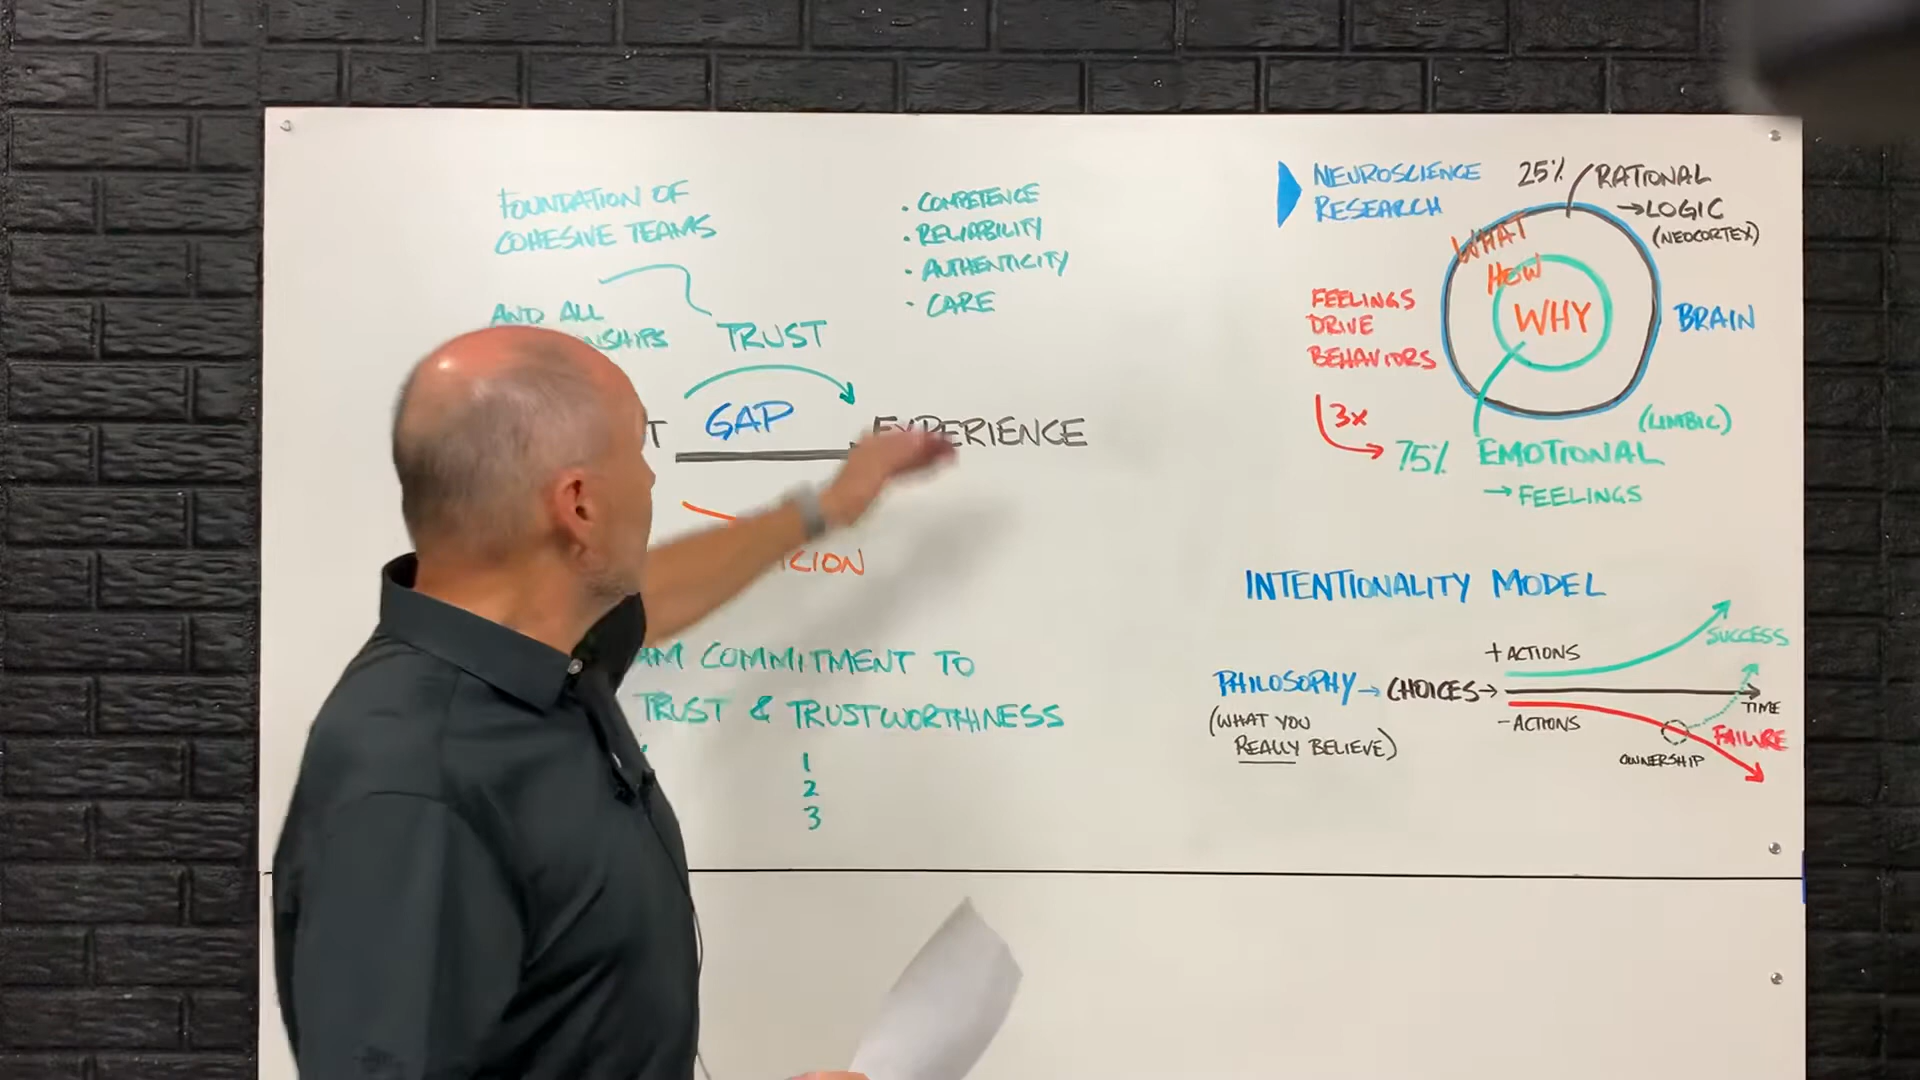 FOUNDATION OF
COHESIVE TEAMS
AND ALL
TRUST
GAP
EXPERIENCE
• COMPETENCE
• RELIABILITY
• AUTHENTICITY
• CARE
COMMITMENT TO
TRUST & TRUSTWORTHINESS
1
2
3
NEUROSCIENCE
RESEARCH
25% RATIONAL
→ LOGIC
(NEOCORTEX)
WHAT
HOW
WHY
BRAIN
FEELINGS
DRIVE
BEHAVIORS
3x
(LIMBIC)
75% EMOTIONAL
→ FEELINGS
INTENTIONALITY MODEL
PHILOSOPHY → CHOICES →
(WHAT YOU
REALLY BELIEVE)
+ ACTIONS
SUCCESS
TIME
- ACTIONS
FAILURE
OWNERSHIP